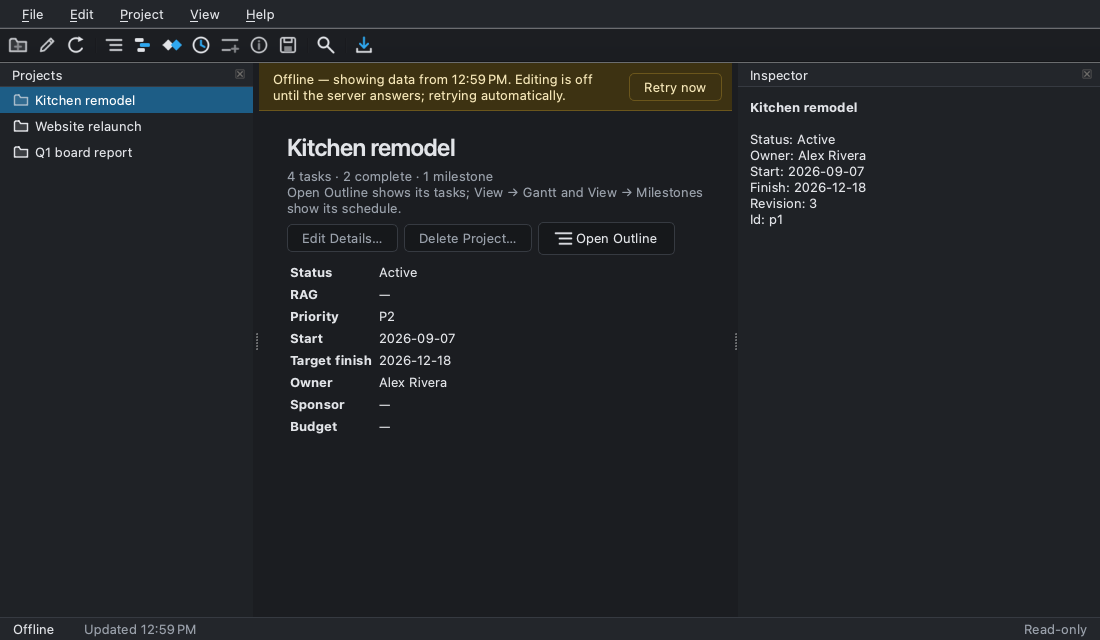 File Edit Project View Help
Projects
Kitchen remodel
Website relaunch
Q1 board report
Offline — showing data from 12:59 PM. Editing is off
until the server answers; retrying automatically.
Retry now
Kitchen remodel
4 tasks · 2 complete · 1 milestone
Open Outline shows its tasks; View → Gantt and View → Milestones
show its schedule.
Edit Details... Delete Project... Open Outline
Status Active
RAG —
Priority P2
Start 2026-09-07
Target finish 2026-12-18
Owner Alex Rivera
Sponsor —
Budget —
Inspector
Kitchen remodel
Status: Active
Owner: Alex Rivera
Start: 2026-09-07
Finish: 2026-12-18
Revision: 3
Id: p1
Offline Updated 12:59 PM Read-only